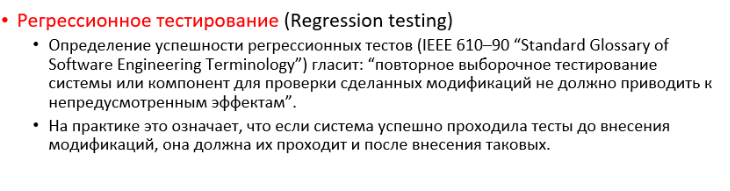 • Регрессионное тестирование (Regression testing)
• Определение успешности регрессионных тестов (IEEE 610–90 “Standard Glossary of
Software Engineering Terminology”) гласит: “повторное выборочное тестирование
системы или компонент для проверки сделанных модификаций не должно приводить к
непредусмотренным эффектам”.
• На практике это означает, что если система успешно проходила тесты до внесения
модификаций, она должна их проходит и после внесения таковых.